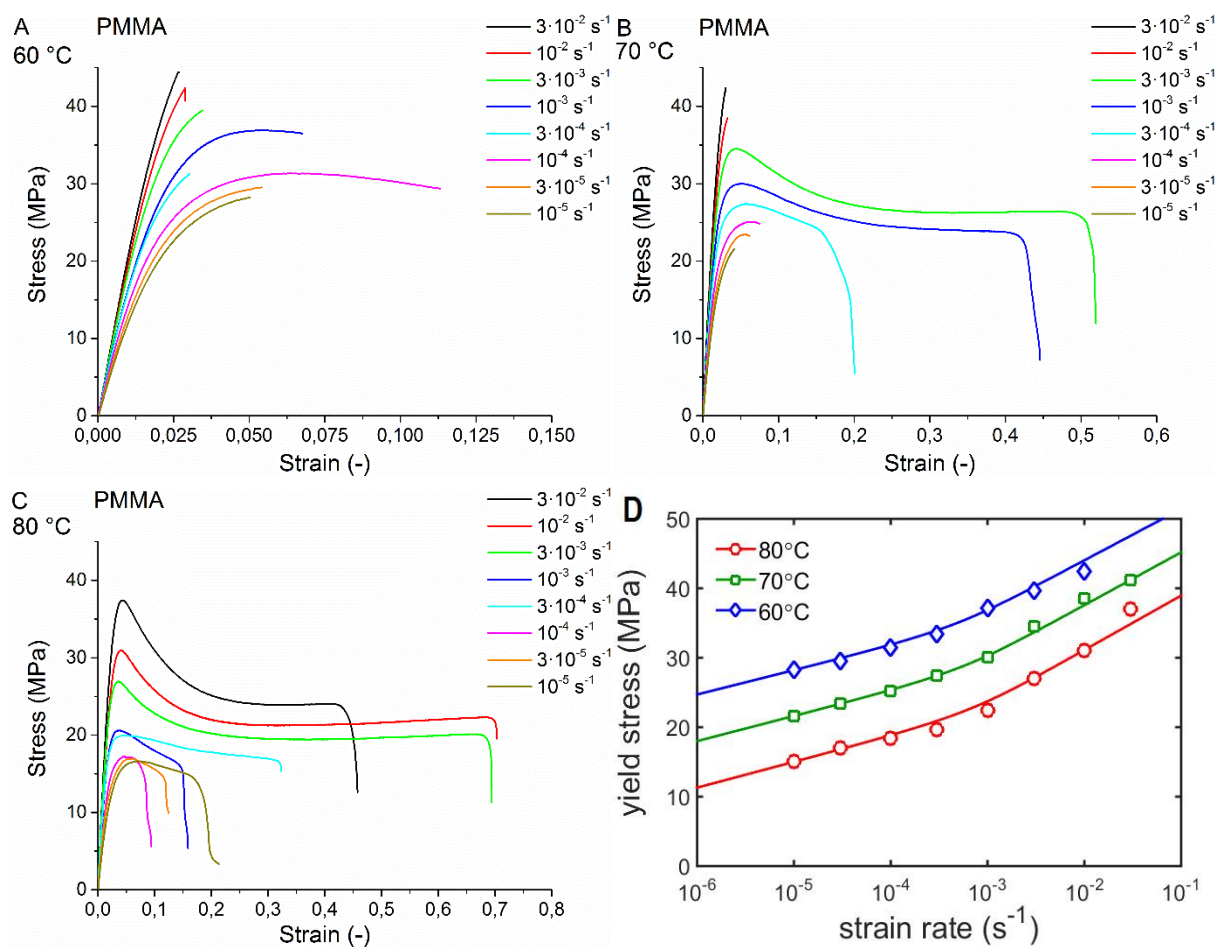 A PMMA
60 °C
3·10⁻² s⁻¹
10⁻² s⁻¹
3·10⁻³ s⁻¹
10⁻³ s⁻¹
3·10⁻⁴ s⁻¹
10⁻⁴ s⁻¹
3·10⁻⁵ s⁻¹
10⁻⁵ s⁻¹
Stress (MPa)
40
30
20
10
0
0,000 0,025 0,050 0,075 0,100 0,125 0,150
Strain (-)
B PMMA
70 °C
3·10⁻² s⁻¹
10⁻² s⁻¹
3·10⁻³ s⁻¹
10⁻³ s⁻¹
3·10⁻⁴ s⁻¹
10⁻⁴ s⁻¹
3·10⁻⁵ s⁻¹
10⁻⁵ s⁻¹
Stress (MPa)
40
30
20
10
0
0,0 0,1 0,2 0,3 0,4 0,5 0,6
Strain (-)
C PMMA
80 °C
3·10⁻² s⁻¹
10⁻² s⁻¹
3·10⁻³ s⁻¹
10⁻³ s⁻¹
3·10⁻⁴ s⁻¹
10⁻⁴ s⁻¹
3·10⁻⁵ s⁻¹
10⁻⁵ s⁻¹
Stress (MPa)
40
30
20
10
0
0,0 0,1 0,2 0,3 0,4 0,5 0,6 0,7 0,8
Strain (-)
D
80°C
70°C
60°C
yield stress (MPa)
50
40
30
20
10
0
10⁻⁶ 10⁻⁵ 10⁻⁴ 10⁻³ 10⁻² 10⁻¹
strain rate (s⁻¹)